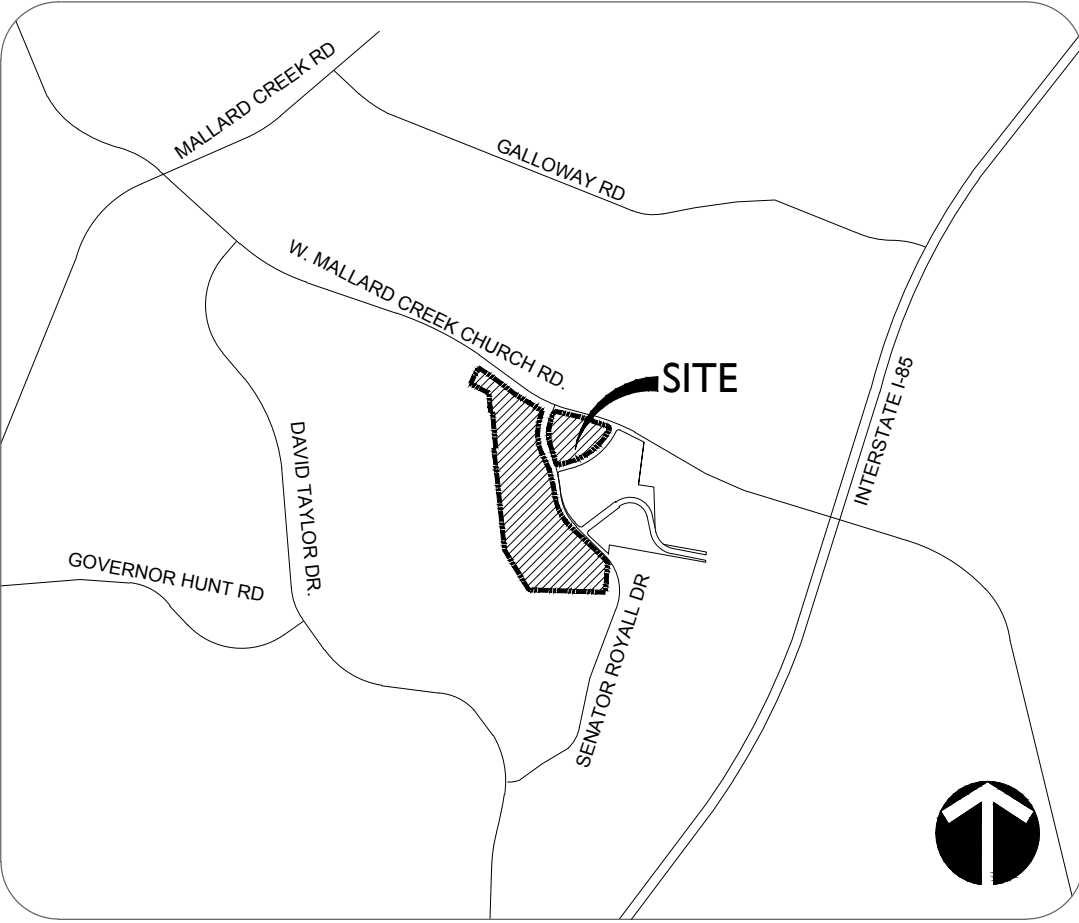 MALLARD CREEK RD
GALLOWAY RD
W. MALLARD CREEK CHURCH RD.
SITE
INTERSTATE I-85
DAVID TAYLOR DR.
GOVERNOR HUNT RD
SENATOR ROYALL DR